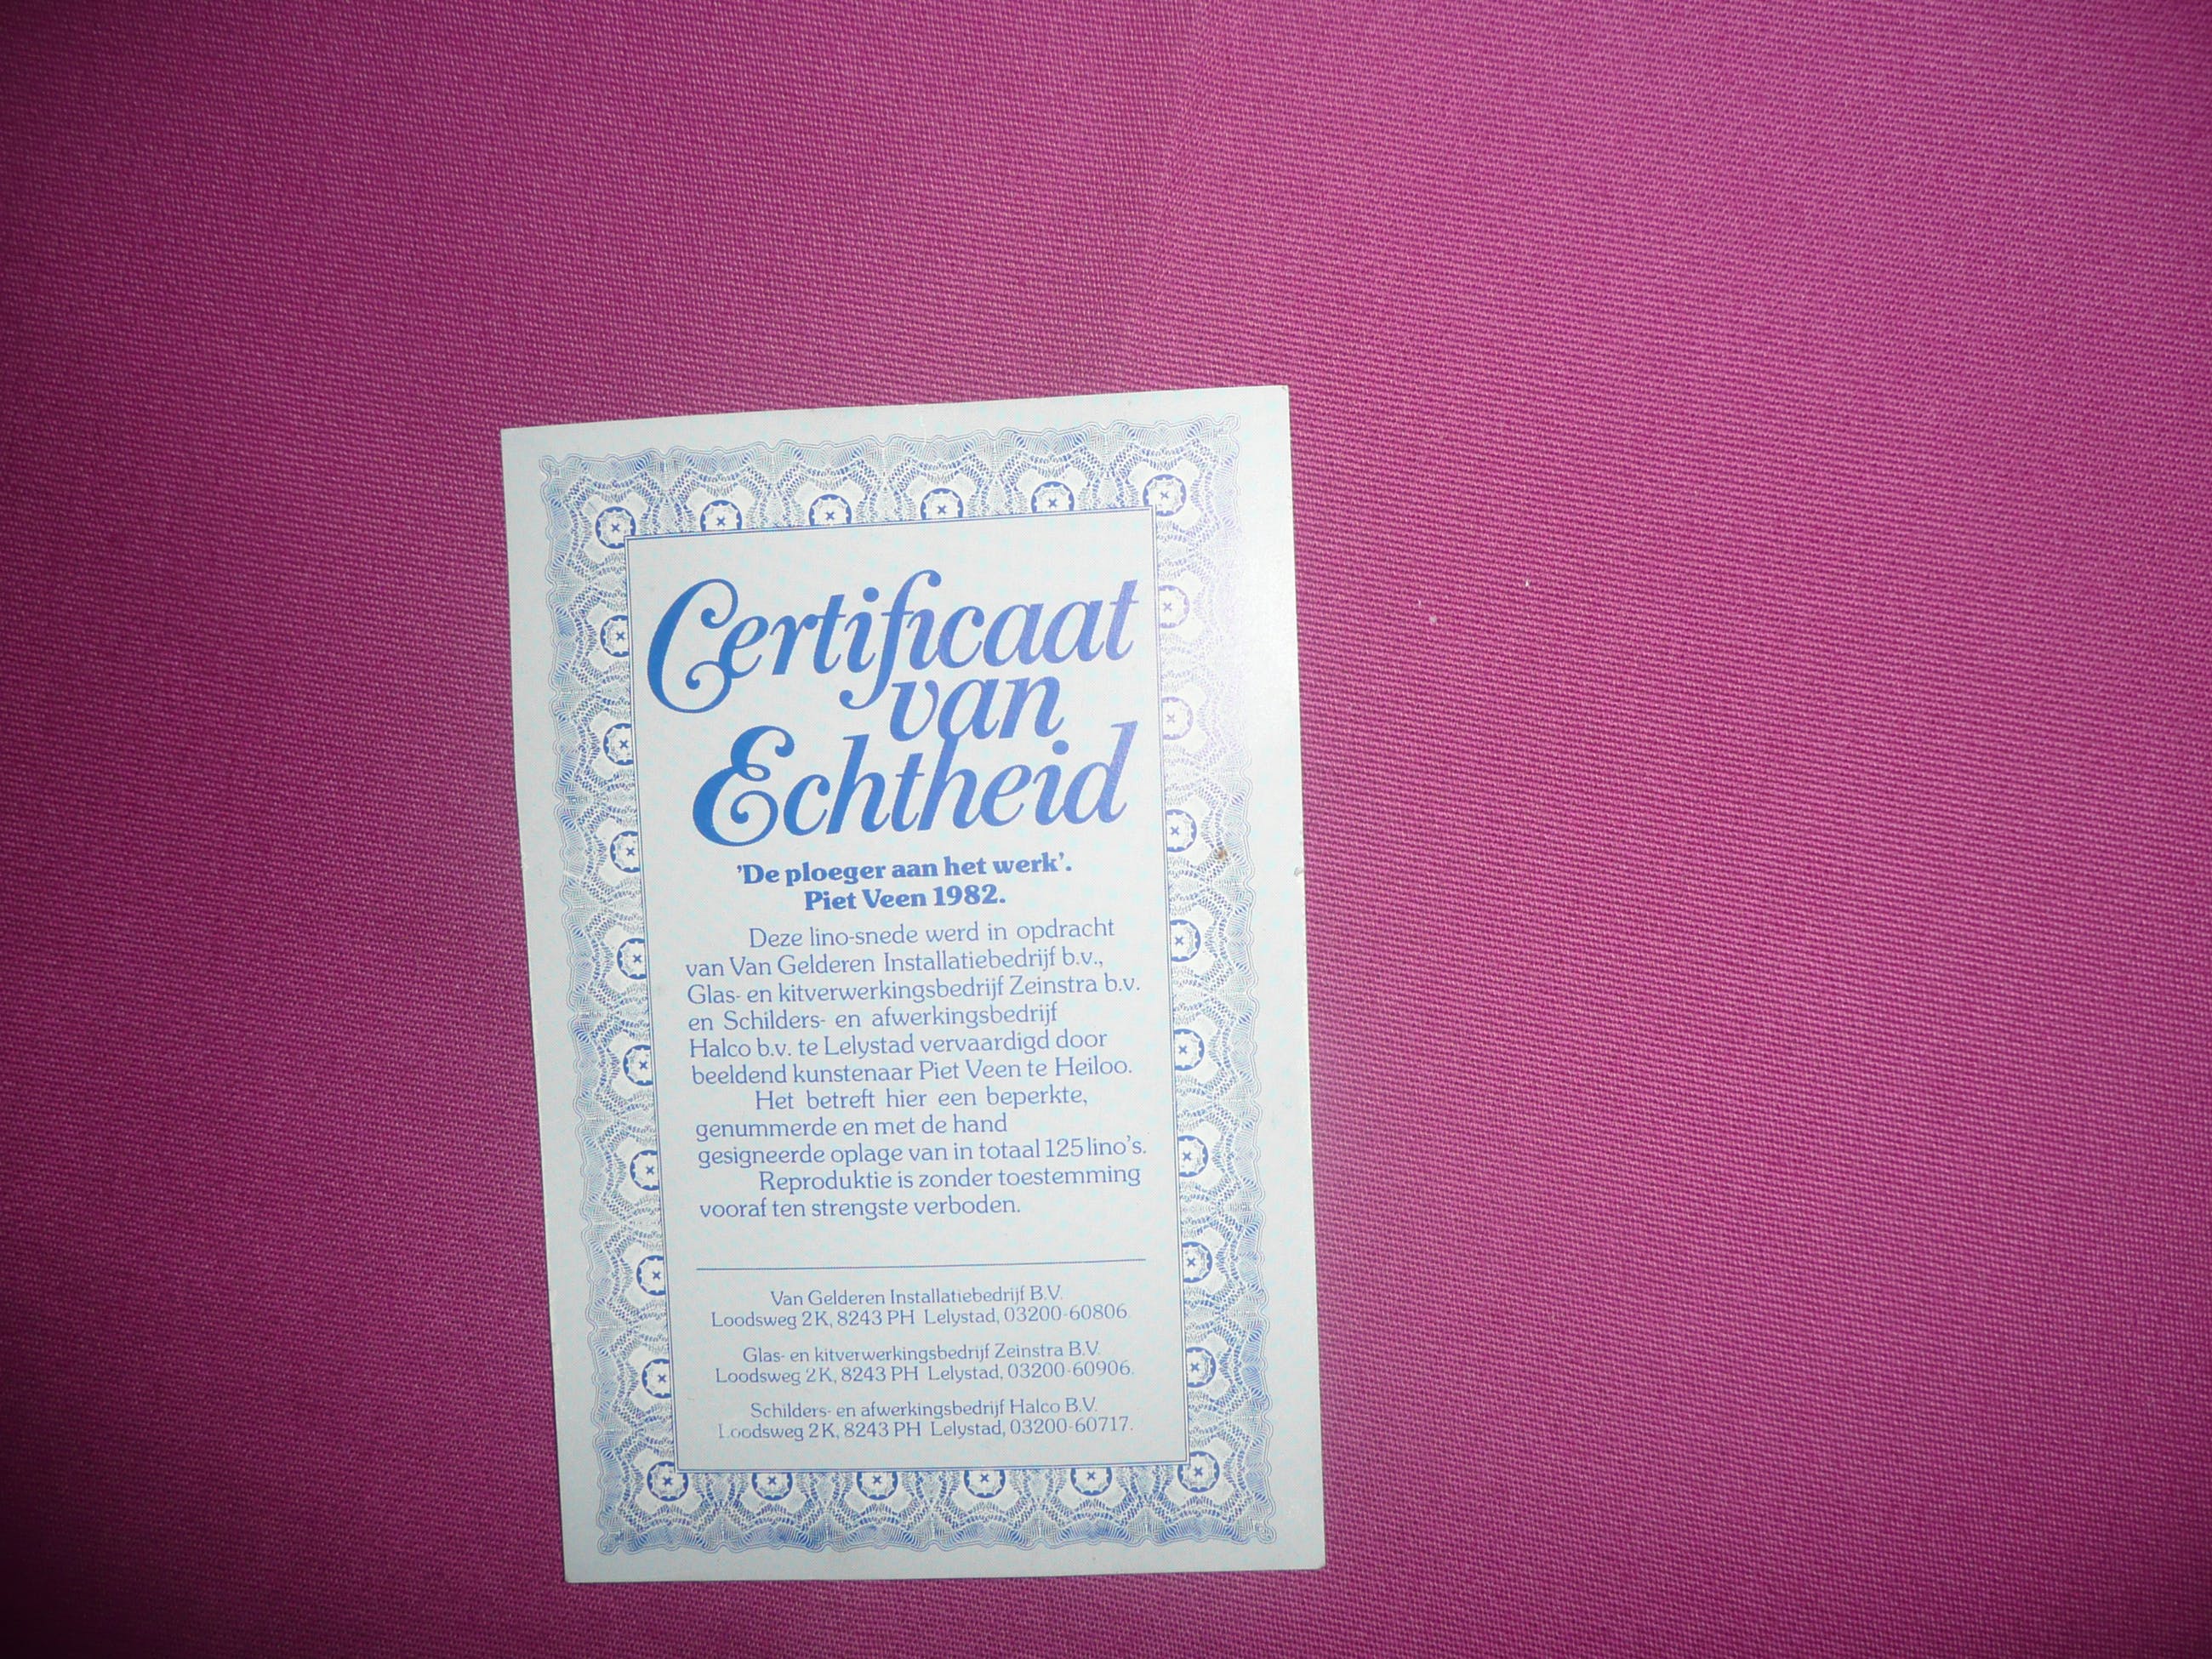 Certificaat
van
Echtheid
'De ploeger aan het werk'.
Piet Veen 1982.
Deze lino-snede werd in opdracht
van Van Gelderen Installatiebedrijf b.v.,
Glas- en kitverwerkingsbedrijf Zeinstra b.v.
en Schilders- en afwerkingsbedrijf
Halco b.v. te Lelystad vervaardigd door
beeldend kunstenaar Piet Veen te Heiloo.
Het betreft hier een beperkte,
genummerde en met de hand
gesigneerde oplage van in totaal 125 lino's.
Reproduktie is zonder toestemming
vooraf ten strengste verboden.
Van Gelderen Installatiebedrijf B.V.
Loodsweg 2K, 8243 PH Lelystad, 03200-60806.
Glas- en kitverwerkingsbedrijf Zeinstra B.V.
Loodsweg 2K, 8243 PH Lelystad, 03200-60906.
Schilders- en afwerkingsbedrijf Halco B.V.
Loodsweg 2K, 8243 PH Lelystad, 03200-60717.